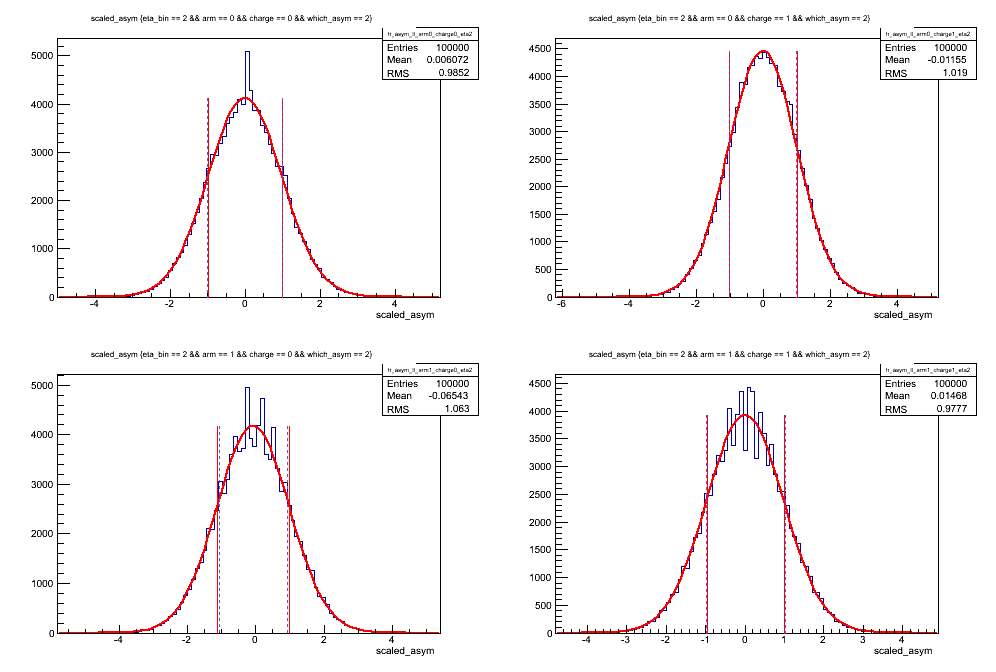 scaled_asym {eta_bin == 2 && arm == 0 && charge == 0 && which_asym == 2}
h_asym_ll_arm0_charge0_eta2
Entries 100000
Mean 0.006072
RMS 0.9852
5000
4000
3000
2000
1000
0
-4 -2 0 2 4
scaled_asym
scaled_asym {eta_bin == 2 && arm == 0 && charge == 1 && which_asym == 2}
h_asym_ll_arm0_charge1_eta2
Entries 100000
Mean -0.01155
RMS 1.019
4500
4000
3500
3000
2500
2000
1500
1000
500
0
-6 -4 -2 0 2 4
scaled_asym
scaled_asym {eta_bin == 2 && arm == 1 && charge == 0 && which_asym == 2}
h_asym_ll_arm1_charge0_eta2
Entries 100000
Mean -0.06543
RMS 1.063
5000
4000
3000
2000
1000
0
-4 -2 0 2 4
scaled_asym
scaled_asym {eta_bin == 2 && arm == 1 && charge == 1 && which_asym == 2}
h_asym_ll_arm1_charge1_eta2
Entries 100000
Mean 0.01468
RMS 0.9777
4500
4000
3500
3000
2500
2000
1500
1000
500
0
-4 -3 -2 -1 0 1 2 3 4
scaled_asym